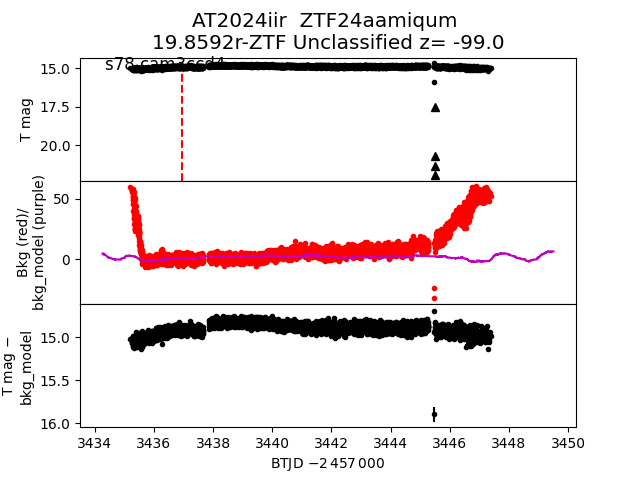 AT2024iir ZTF24aamiqum
19.8592r-ZTF Unclassified z= -99.0
s78 cam3ccd4
T mag
15.0
17.5
20.0
Bkg (red)/
bkg_model (purple)
50
0
T mag −
bkg_model
15.0
15.5
16.0
3434 3436 3438 3440 3442 3444 3446 3448 3450
BTJD −2 457 000